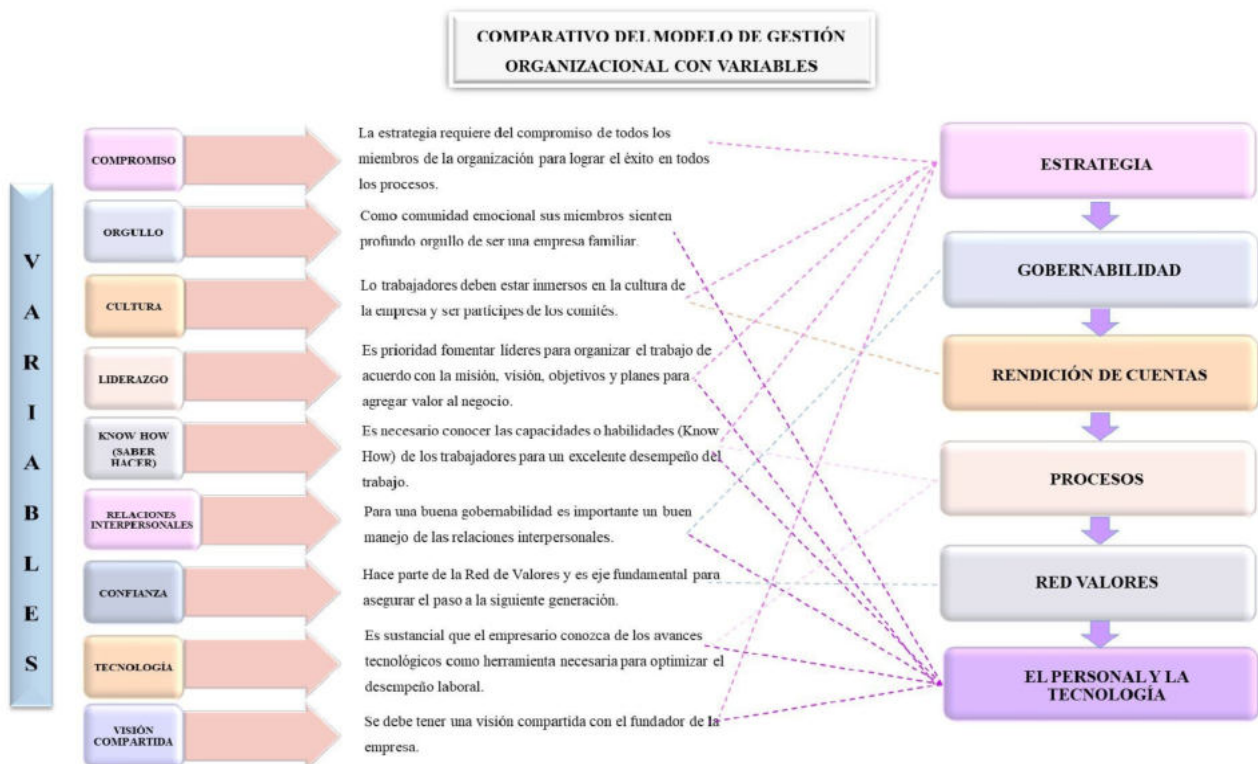 COMPARATIVO DEL MODELO DE GESTIÓN
ORGANIZACIONAL CON VARIABLES
VARIABLES
COMPROMISO
La estrategia requiere del compromiso de todos los
miembros de la organización para lograr el éxito en todos
los procesos.
ORGULLO
Como comunidad emocional sus miembros sienten
profundo orgullo de ser una empresa familiar.
CULTURA
Lo trabajadores deben estar inmersos en la cultura de
la empresa y ser partícipes de los comités.
LIDERAZGO
Es prioridad fomentar líderes para organizar el trabajo de
acuerdo con la misión, visión, objetivos y planes para
agregar valor al negocio.
KNOW HOW
(SABER
HACER)
Es necesario conocer las capacidades o habilidades (Know
How) de los trabajadores para un excelente desempeño del
trabajo.
RELACIONES
INTERPERSONALES
Para una buena gobernabilidad es importante un buen
manejo de las relaciones interpersonales.
CONFIANZA
Hace parte de la Red de Valores y es eje fundamental para
asegurar el paso a la siguiente generación.
TECNOLOGÍA
Es sustancial que el empresario conozca de los avances
tecnológicos como herramienta necesaria para optimizar el
desempeño laboral.
VISIÓN
COMPARTIDA
Se debe tener una visión compartida con el fundador de la
empresa.
ESTRATEGIA
GOBERNABILIDAD
RENDICIÓN DE CUENTAS
PROCESOS
RED VALORES
EL PERSONAL Y LA
TECNOLOGÍA